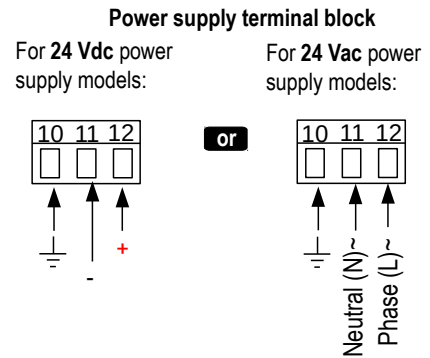 Power supply terminal block
For 24 Vdc power
supply models:
For 24 Vac power
supply models:
10 11 12
or
10 11 12
+
-
Neutral (N)~
Phase (L)~